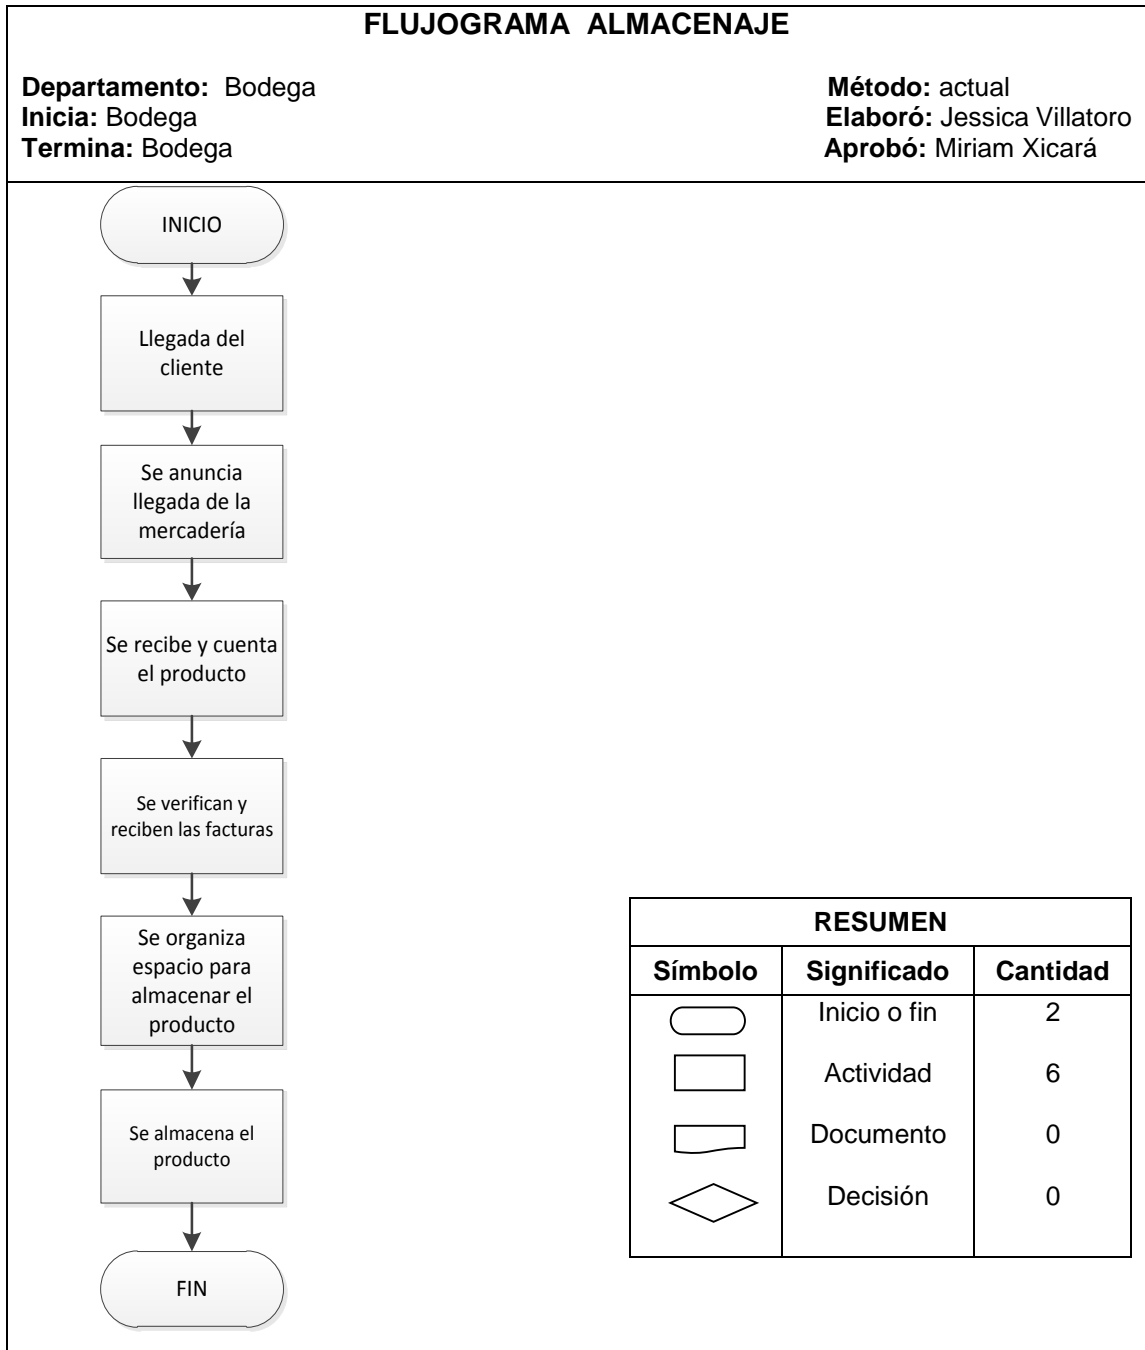 FLUJOGRAMA ALMACENAJE
Departamento: Bodega
Inicia: Bodega
Termina: Bodega
Método: actual
Elaboró: Jessica Villatoro
Aprobó: Miriam Xicará
INICIO
Llegada del
cliente
Se anuncia
llegada de la
mercadería
Se recibe y cuenta
el producto
Se verifican y
reciben las facturas
Se organiza
espacio para
almacenar el
producto
Se almacena el
producto
FIN
RESUMEN
Símbolo Significado Cantidad
Inicio o fin 2
Actividad 6
Documento 0
Decisión 0